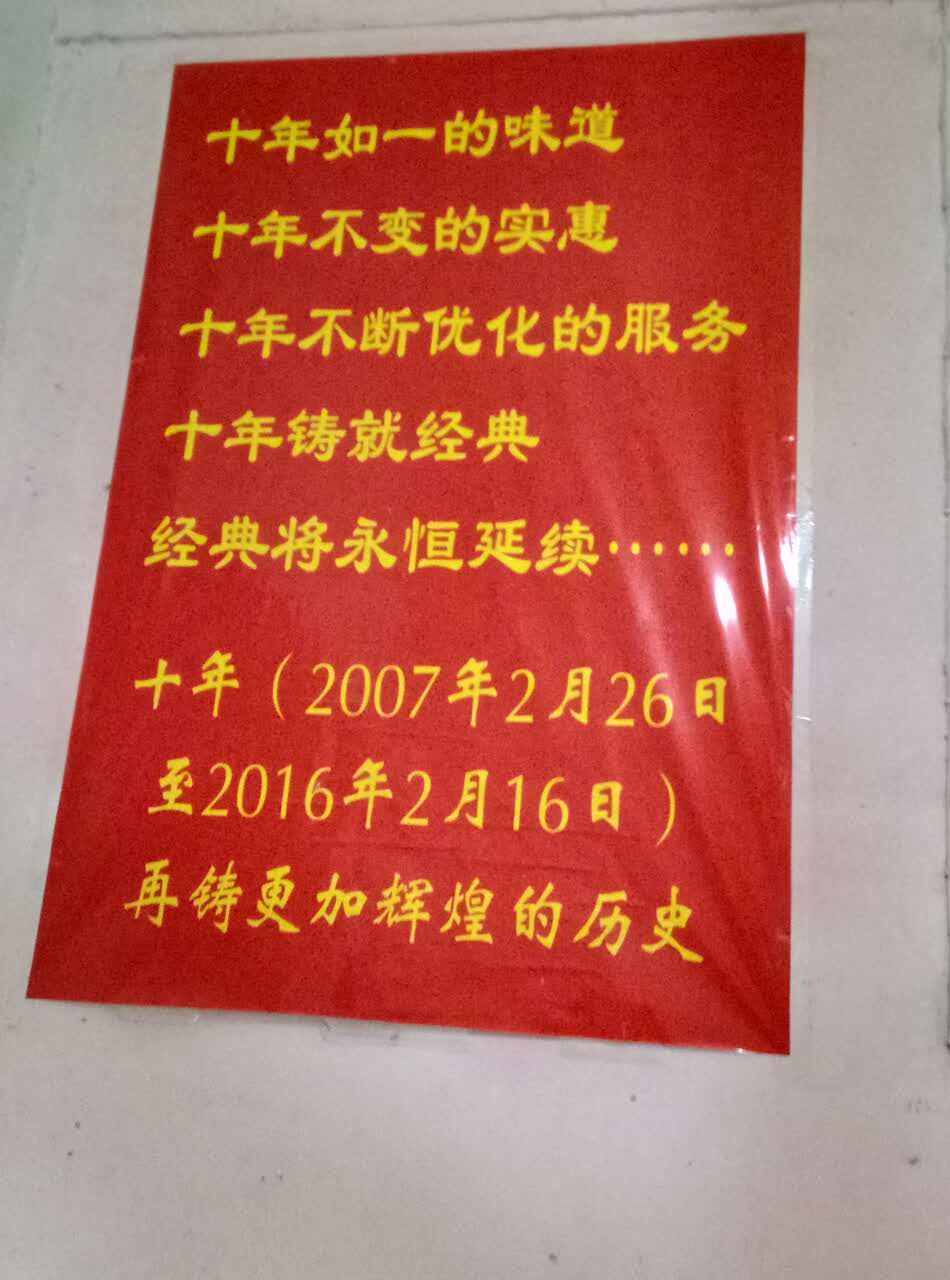 十年如一的味道
十年不变的实惠
十年不断优化的服务
十年铸就经典
经典将永恒延续······
十年（2007年2月26日
至2016年2月16日）
再铸更加辉煌的历史